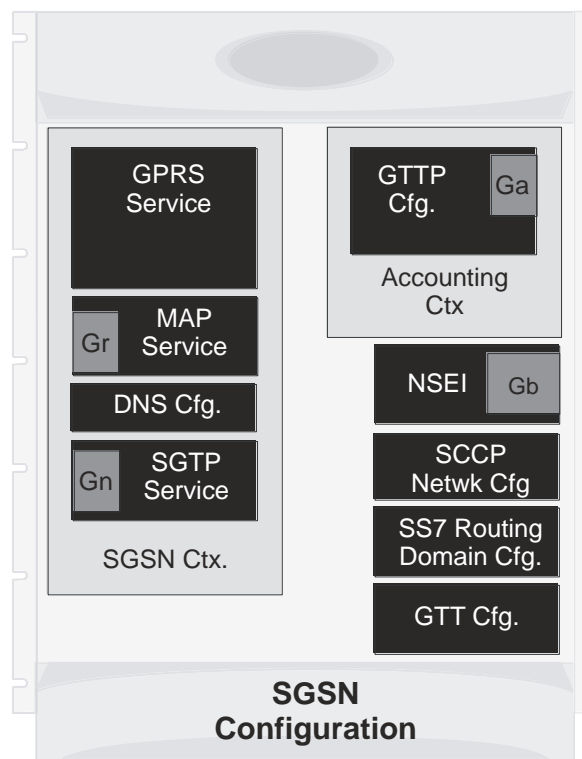 GPRS
Service
Gr
MAP
Service
DNS Cfg.
Gn
SGTP
Service
SGSN Ctx.
GTTP
Cfg.
Ga
Accounting
Ctx
NSEI
Gb
SCCP
Netwk Cfg
SS7 Routing
Domain Cfg.
GTT Cfg.
SGSN
Configuration